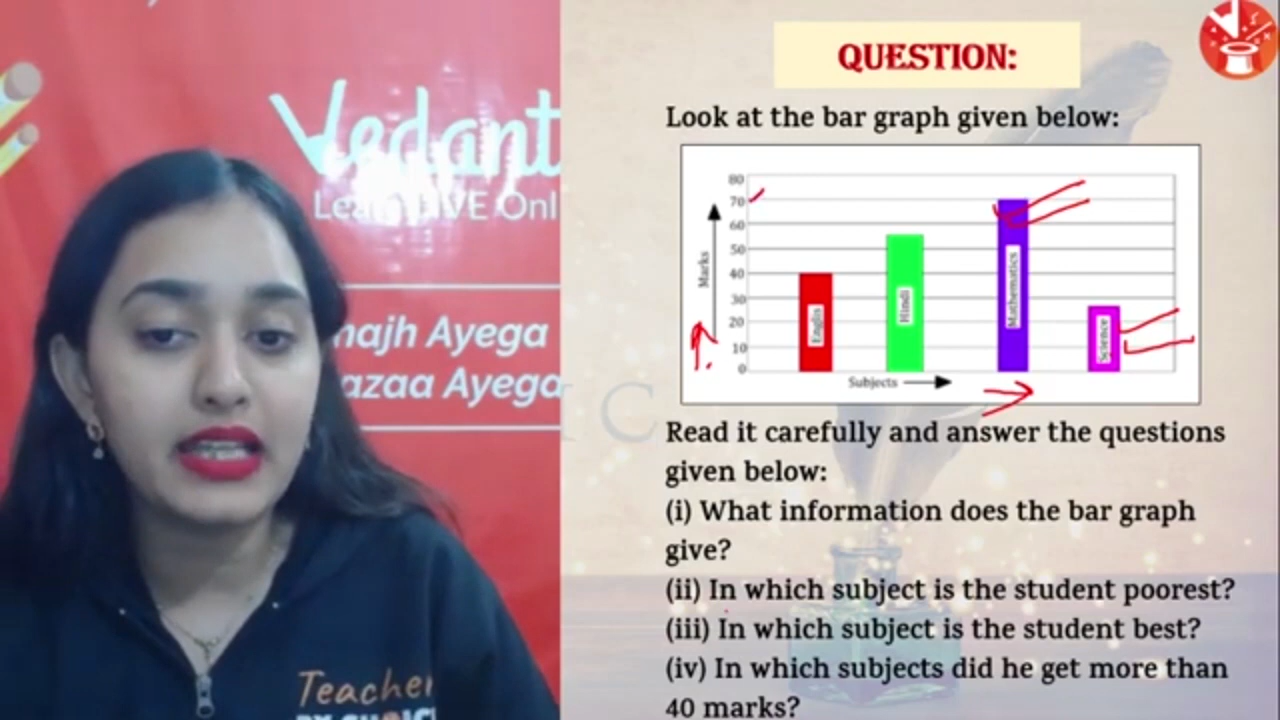 Vedant
Learn LIVE Onl
majh Ayega
azaa Ayega
Teacher
QUESTION:
Look at the bar graph given below:
80
70
60
50
40
30
20
10
0
Marks
Englis
Hindi
Mathematics
Science
Subjects
Read it carefully and answer the questions
given below:
(i) What information does the bar graph
give?
(ii) In which subject is the student poorest?
(iii) In which subject is the student best?
(iv) In which subjects did he get more than
40 marks?